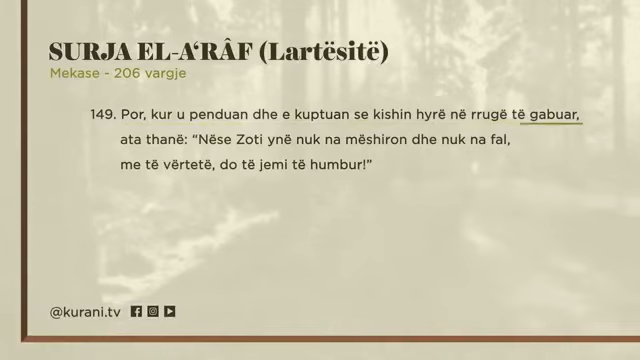 SURJA EL-A‘RÂF (Lartësitë)
Mekase - 206 vargje
149. Por, kur u penduan dhe e kuptuan se kishin hyrë në rrugë të gabuar,
ata thanë: “Nëse Zoti ynë nuk na mëshiron dhe nuk na fal,
me të vërtetë, do të jemi të humbur!”
@kurani.tv